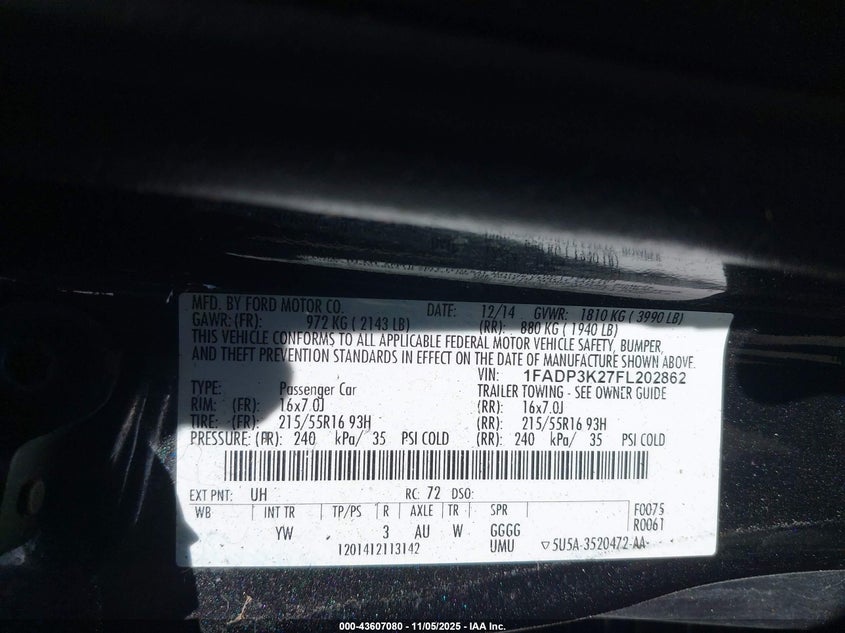 MFD. BY FORD MOTOR CO. DATE: 12/14 GVWR: 1810 KG ( 3990 LB)
GAWR: (FR): 972 KG ( 2143 LB) (RR): 880 KG ( 1940 LB)
THIS VEHICLE CONFORMS TO ALL APPLICABLE FEDERAL MOTOR VEHICLE SAFETY, BUMPER,
AND THEFT PREVENTION STANDARDS IN EFFECT ON THE DATE OF MANUFACTURE SHOWN ABOVE.
VIN: 1FADP3K27FL202862
TYPE: Passenger Car TRAILER TOWING - SEE OWNER GUIDE
RIM: (FR): 16x7.0J (RR): 16x7.0J
TIRE: (FR): 215/55R16 93H (RR): 215/55R16 93H
PRESSURE: (FR): 240 kPa/ 35 PSI COLD (RR): 240 kPa/ 35 PSI COLD
EXT PNT: UH RC: 72 DSO:
WB INT TR TP/PS R AXLE TR SPR F0075
YW 3 AU W GGGG R0061
1201412113142 UMU ▽5U5A-3520472-AA-
000-43607080 - 11/05/2025 - IAA Inc.